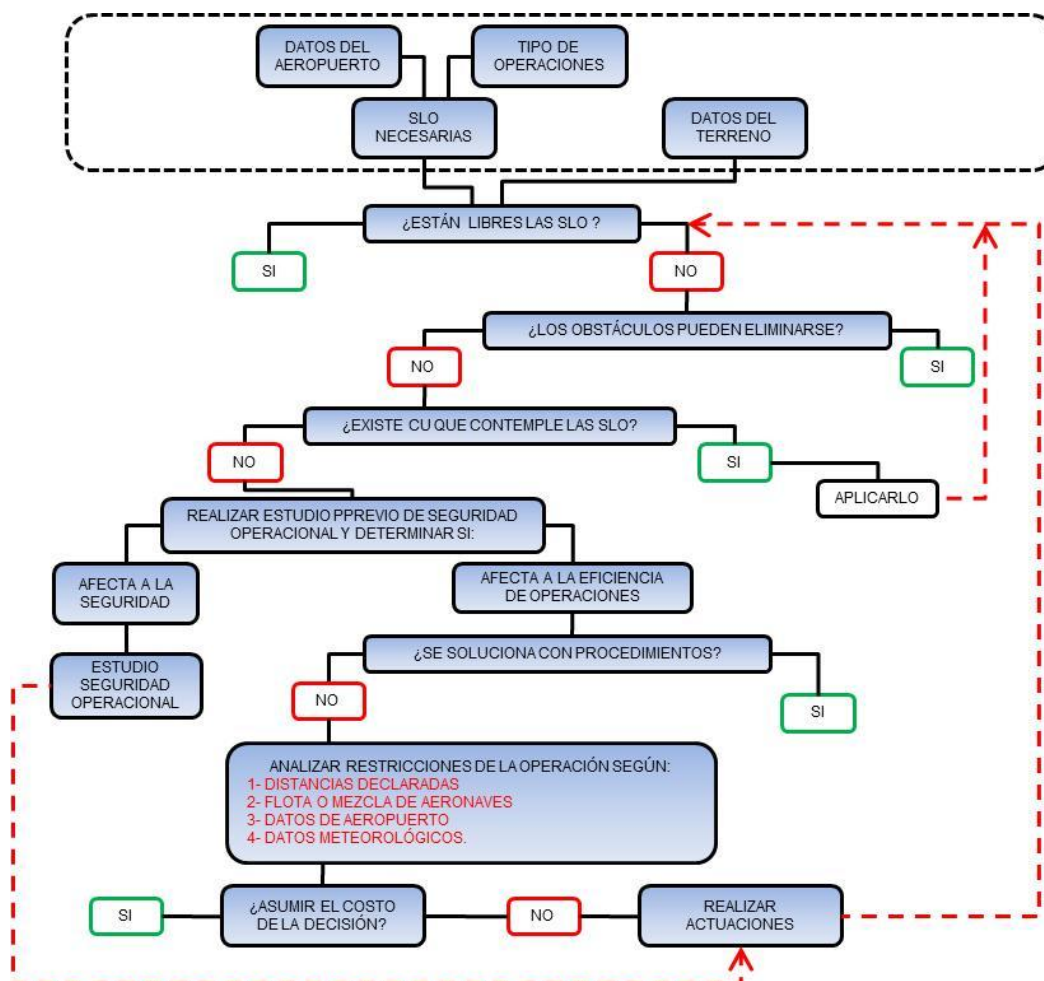 DATOS DEL
AEROPUERTO
TIPO DE
OPERACIONES
SLO
NECESARIAS
DATOS DEL
TERRENO
¿ESTÁN LIBRES LAS SLO ?
SI
NO
¿LOS OBSTÁCULOS PUEDEN ELIMINARSE?
NO
SI
¿EXISTE CU QUE CONTEMPLE LAS SLO?
NO
SI
APLICARLO
REALIZAR ESTUDIO PPREVIO DE SEGURIDAD
OPERACIONAL Y DETERMINAR SI:
AFECTA A LA
SEGURIDAD
AFECTA A LA EFICIENCIA
DE OPERACIONES
ESTUDIO
SEGURIDAD
OPERACIONAL
¿SE SOLUCIONA CON PROCEDIMIENTOS?
NO
SI
ANALIZAR RESTRICCIONES DE LA OPERACIÓN SEGÚN:
1- DISTANCIAS DECLARADAS
2- FLOTA O MEZCLA DE AERONAVES
3- DATOS DE AEROPUERTO
4- DATOS METEOROLÓGICOS.
SI
¿ASUMIR EL COSTO
DE LA DECISIÓN?
NO
REALIZAR
ACTUACIONES